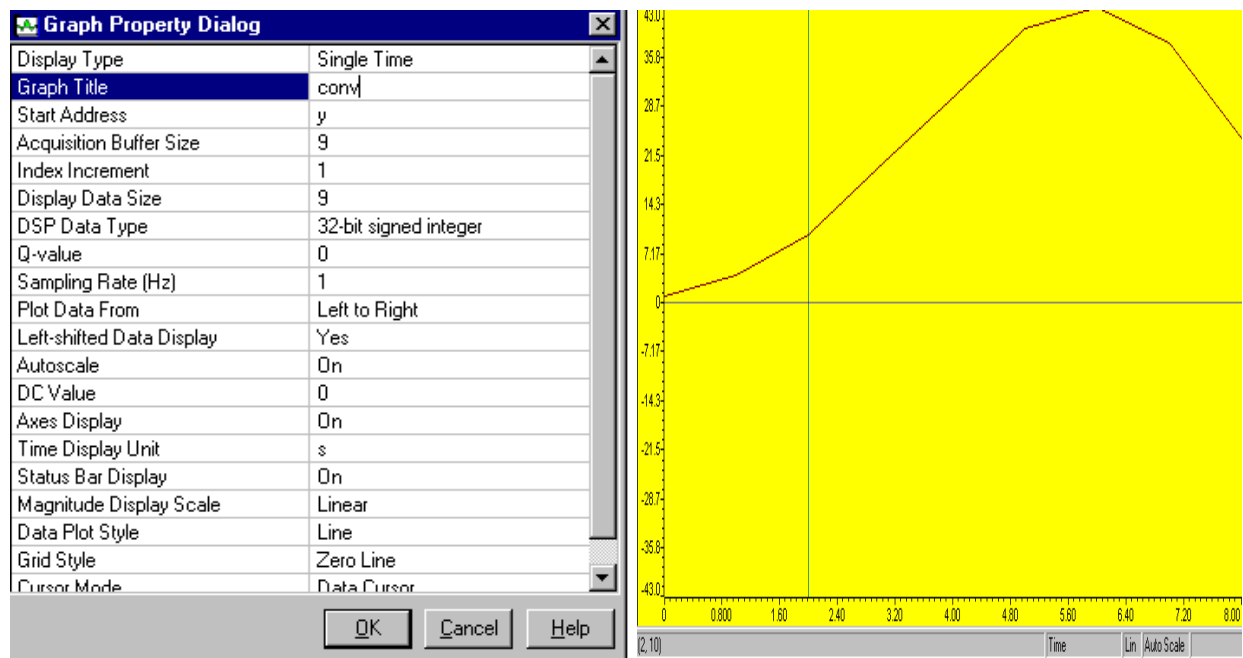 Graph Property Dialog
Display Type Single Time
Graph Title conv
Start Address y
Acquisition Buffer Size 9
Index Increment 1
Display Data Size 9
DSP Data Type 32-bit signed integer
Q-value 0
Sampling Rate (Hz) 1
Plot Data From Left to Right
Left-shifted Data Display Yes
Autoscale On
DC Value 0
Axes Display On
Time Display Unit s
Status Bar Display On
Magnitude Display Scale Linear
Data Plot Style Line
Grid Style Zero Line
Cursor Mode Data Cursor
OK Cancel Help
43.0
35.8
28.7
21.5
14.3
7.17
0
-7.17
-14.3
-21.5
-28.7
-35.8
-43.0
0 0.800 1.60 2.40 3.20 4.00 4.80 5.60 6.40 7.20 8.00
(2, 10) Time Lin Auto Scale